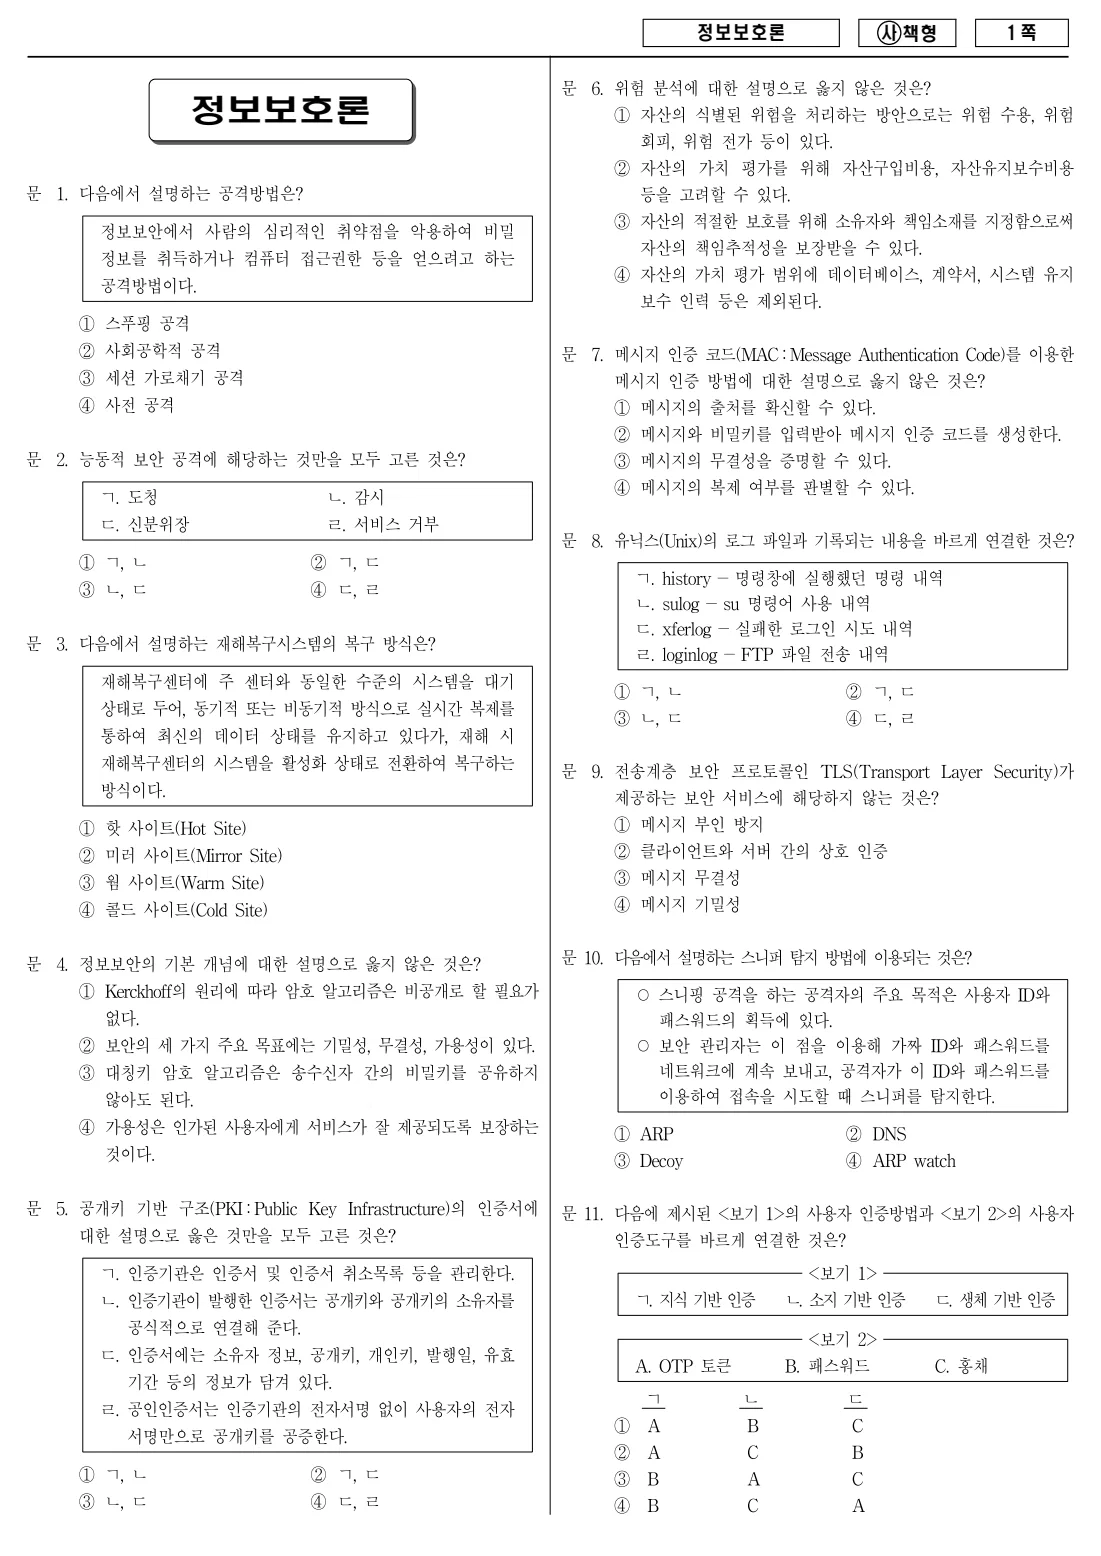 정보보호론
㉴책형
1쪽
정보보호론
문 1. 다음에서 설명하는 공격방법은?
정보보안에서 사람의 심리적인 취약점을 악용하여 비밀
정보를 취득하거나 컴퓨터 접근권한 등을 얻으려고 하는
공격방법이다.
① 스푸핑 공격
② 사회공학적 공격
③ 세션 가로채기 공격
④ 사전 공격
문 2. 능동적 보안 공격에 해당하는 것만을 모두 고른 것은?
ㄱ. 도청 ㄴ. 감시
ㄷ. 신분위장 ㄹ. 서비스 거부
① ㄱ, ㄴ ② ㄱ, ㄷ
③ ㄴ, ㄷ ④ ㄷ, ㄹ
문 3. 다음에서 설명하는 재해복구시스템의 복구 방식은?
재해복구센터에 주 센터와 동일한 수준의 시스템을 대기
상태로 두어, 동기적 또는 비동기적 방식으로 실시간 복제를
통하여 최신의 데이터 상태를 유지하고 있다가, 재해 시
재해복구센터의 시스템을 활성화 상태로 전환하여 복구하는
방식이다.
① 핫 사이트(Hot Site)
② 미러 사이트(Mirror Site)
③ 웜 사이트(Warm Site)
④ 콜드 사이트(Cold Site)
문 4. 정보보안의 기본 개념에 대한 설명으로 옳지 않은 것은?
① Kerckhoff의 원리에 따라 암호 알고리즘은 비공개로 할 필요가
없다.
② 보안의 세 가지 주요 목표에는 기밀성, 무결성, 가용성이 있다.
③ 대칭키 암호 알고리즘은 송수신자 간의 비밀키를 공유하지
않아도 된다.
④ 가용성은 인가된 사용자에게 서비스가 잘 제공되도록 보장하는
것이다.
문 5. 공개키 기반 구조(PKI : Public Key Infrastructure)의 인증서에
대한 설명으로 옳은 것만을 모두 고른 것은?
ㄱ. 인증기관은 인증서 및 인증서 취소목록 등을 관리한다.
ㄴ. 인증기관이 발행한 인증서는 공개키와 공개키의 소유자를
공식적으로 연결해 준다.
ㄷ. 인증서에는 소유자 정보, 공개키, 개인키, 발행일, 유효
기간 등의 정보가 담겨 있다.
ㄹ. 공인인증서는 인증기관의 전자서명 없이 사용자의 전자
서명만으로 공개키를 공증한다.
① ㄱ, ㄴ ② ㄱ, ㄷ
③ ㄴ, ㄷ ④ ㄷ, ㄹ
문 6. 위험 분석에 대한 설명으로 옳지 않은 것은?
① 자산의 식별된 위험을 처리하는 방안으로는 위험 수용, 위험
회피, 위험 전가 등이 있다.
② 자산의 가치 평가를 위해 자산구입비용, 자산유지보수비용
등을 고려할 수 있다.
③ 자산의 적절한 보호를 위해 소유자와 책임소재를 지정함으로써
자산의 책임추적성을 보장받을 수 있다.
④ 자산의 가치 평가 범위에 데이터베이스, 계약서, 시스템 유지
보수 인력 등은 제외된다.
문 7. 메시지 인증 코드(MAC : Message Authentication Code)를 이용한
메시지 인증 방법에 대한 설명으로 옳지 않은 것은?
① 메시지의 출처를 확신할 수 있다.
② 메시지와 비밀키를 입력받아 메시지 인증 코드를 생성한다.
③ 메시지의 무결성을 증명할 수 있다.
④ 메시지의 복제 여부를 판별할 수 있다.
문 8. 유닉스(Unix)의 로그 파일과 기록되는 내용을 바르게 연결한 것은?
ㄱ. history – 명령창에 실행했던 명령 내역
ㄴ. sulog – su 명령어 사용 내역
ㄷ. xferlog – 실패한 로그인 시도 내역
ㄹ. loginlog – FTP 파일 전송 내역
① ㄱ, ㄴ ② ㄱ, ㄷ
③ ㄴ, ㄷ ④ ㄷ, ㄹ
문 9. 전송계층 보안 프로토콜인 TLS(Transport Layer Security)가
제공하는 보안 서비스에 해당하지 않는 것은?
① 메시지 부인 방지
② 클라이언트와 서버 간의 상호 인증
③ 메시지 무결성
④ 메시지 기밀성
문 10. 다음에서 설명하는 스니퍼 탐지 방법에 이용되는 것은?
○ 스니핑 공격을 하는 공격자의 주요 목적은 사용자 ID와
패스워드의 획득에 있다.
○ 보안 관리자는 이 점을 이용해 가짜 ID와 패스워드를
네트워크에 계속 보내고, 공격자가 이 ID와 패스워드를
이용하여 접속을 시도할 때 스니퍼를 탐지한다.
① ARP ② DNS
③ Decoy ④ ARP watch
문 11. 다음에 제시된 <보기 1>의 사용자 인증방법과 <보기 2>의 사용자
인증도구를 바르게 연결한 것은?
<보기 1>
ㄱ. 지식 기반 인증 ㄴ. 소지 기반 인증 ㄷ. 생체 기반 인증
<보기 2>
A. OTP 토큰 B. 패스워드 C. 홍채
ㄱ ㄴ ㄷ
① A B C
② A C B
③ B A C
④ B C A